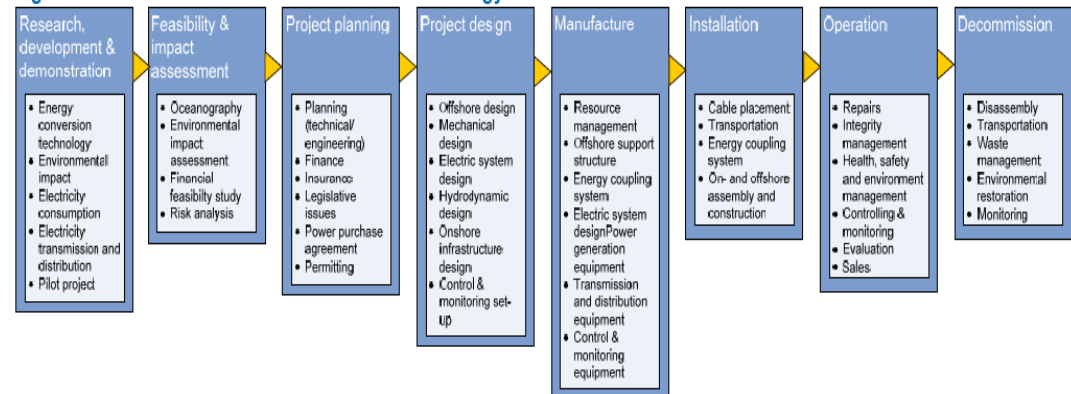 Research,
development &
demonstration
• Energy
conversion
technology
• Environmental
impact
• Electricity
consumption
• Electricity
transmission and
distribution
• Pilot project
Feasibility &
impact
assessment
• Oceanography
• Environmental
impact
assessment
• Financial
feasibilty study
• Risk analysis
Project planning
• Planning
(technical/
engineering)
• Finance
• Insurance
• Legislative
issues
• Power purchase
agreement
• Permitting
Project design
• Offshore design
• Mechanical
design
• Electric system
design
• Hydrodynamic
design
• Onshore
infrastructure
design
• Control &
monitoring set-
up
Manufacture
• Resource
management
• Offshore support
structure
• Energy coupling
system
• Electric system
designPower
generation
equipment
• Transmission
and distribution
equipment
• Control &
monitoring
equipment
Installation
• Cable placement
• Transportation
• Energy coupling
system
• On- and offshore
assembly and
construction
Operation
• Repairs
• Integrity
management
• Health, safety
and environment
management
• Controlling &
monitoring
• Evaluation
• Sales
Decommission
• Disassembly
• Transportation
• Waste
management
• Environmental
restoration
• Monitoring